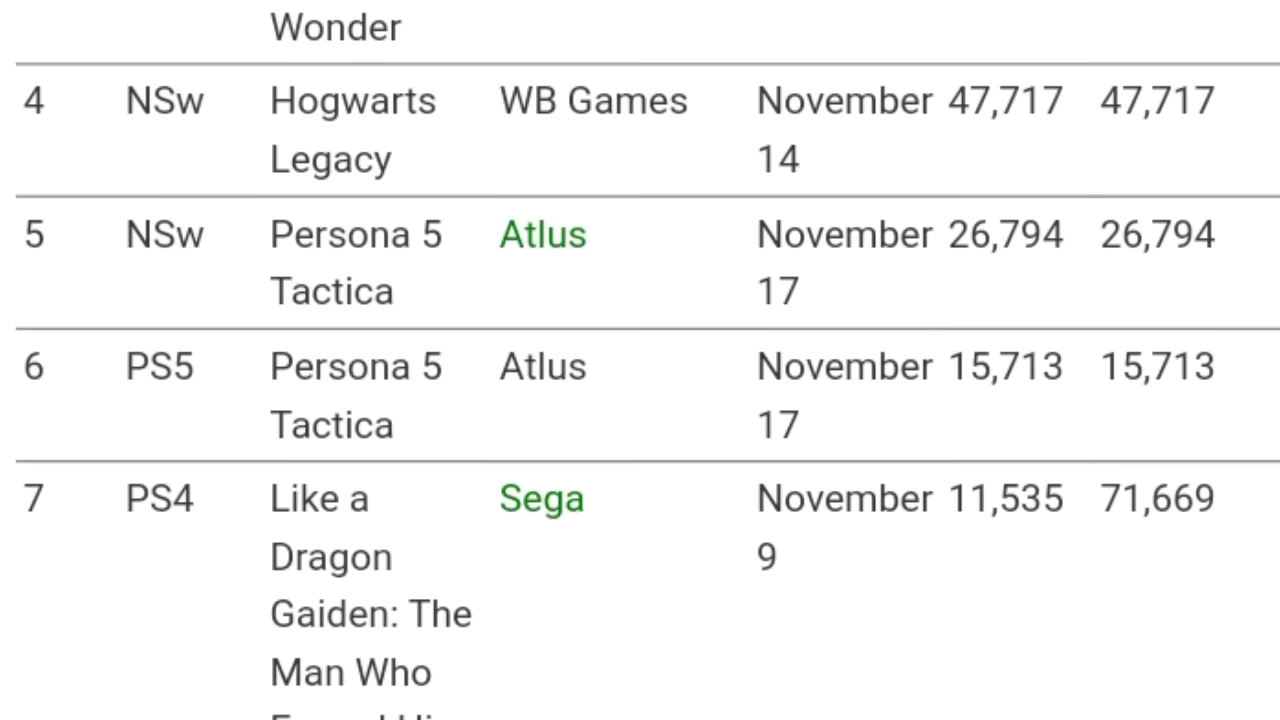 Wonder
4 NSw Hogwarts WB Games November 47,717 47,717
Legacy 14
5 NSw Persona 5 Atlus November 26,794 26,794
Tactica 17
6 PS5 Persona 5 Atlus November 15,713 15,713
Tactica 17
7 PS4 Like a Sega November 11,535 71,669
Dragon 9
Gaiden: The
Man Who